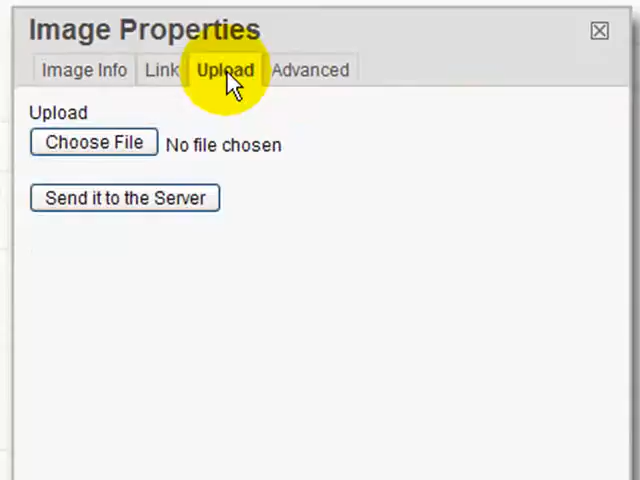 Image Properties
Image Info Link Upload Advanced
Upload
Choose File No file chosen
Send it to the Server